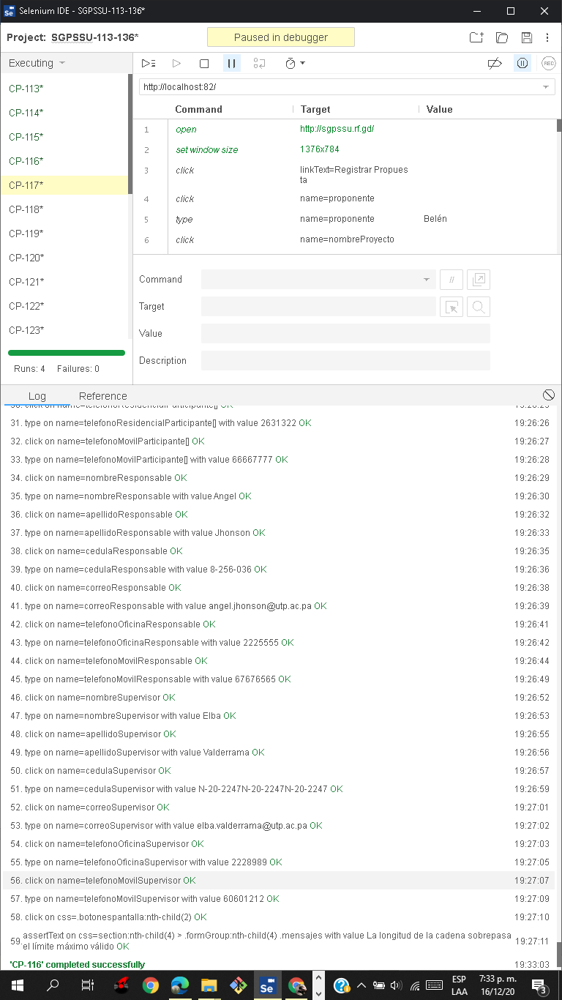 Selenium IDE - SGPSSU-113-136*
Project: SGPSSU-113-136*
Paused in debugger
Executing
CP-113*
CP-114*
CP-115*
CP-116*
CP-117*
CP-118*
CP-119*
CP-120*
CP-121*
CP-122*
CP-123*
Runs: 4 Failures: 0
REC
http://localhost:82/
Command Target Value
1 open http://sgpssu.rf.gd/
2 set window size 1376x784
3 click linkText=Registrar Propues
ta
4 click name=proponente
5 type name=proponente Belén
6 click name=nombreProyecto
Command //
Target
Value
Description
Log Reference
30. click on name=telefonoResidencialParticipante[] OK 19:26:25
31. type on name=telefonoResidencialParticipante[] with value 2631322 OK 19:26:26
32. click on name=telefonoMovilParticipante[] OK 19:26:27
33. type on name=telefonoMovilParticipante[] with value 66667777 OK 19:26:28
34. click on name=nombreResponsable OK 19:26:29
35. type on name=nombreResponsable with value Angel OK 19:26:30
36. click on name=apellidoResponsable OK 19:26:32
37. type on name=apellidoResponsable with value Jhonson OK 19:26:33
38. click on name=cedulaResponsable OK 19:26:35
39. type on name=cedulaResponsable with value 8-256-036 OK 19:26:36
40. click on name=correoResponsable OK 19:26:38
41. type on name=correoResponsable with value angel.jhonson@utp.ac.pa OK 19:26:39
42. click on name=telefonoOficinaResponsable OK 19:26:41
43. type on name=telefonoOficinaResponsable with value 2225555 OK 19:26:42
44. click on name=telefonoMovilResponsable OK 19:26:44
45. type on name=telefonoMovilResponsable with value 67676565 OK 19:26:49
46. click on name=nombreSupervisor OK 19:26:52
47. type on name=nombreSupervisor with value Elba OK 19:26:53
48. click on name=apellidoSupervisor OK 19:26:55
49. type on name=apellidoSupervisor with value Valderrama OK 19:26:56
50. click on name=cedulaSupervisor OK 19:26:57
51. type on name=cedulaSupervisor with value N-20-2247N-20-2247N-20-2247 OK 19:26:59
52. click on name=correoSupervisor OK 19:27:01
53. type on name=correoSupervisor with value elba.valderrama@utp.ac.pa OK 19:27:02
54. click on name=telefonoOficinaSupervisor OK 19:27:03
55. type on name=telefonoOficinaSupervisor with value 2228989 OK 19:27:05
56. click on name=telefonoMovilSupervisor OK 19:27:07
57. type on name=telefonoMovilSupervisor with value 60601212 OK 19:27:09
58. click on css=.botonespantalla:nth-child(2) OK 19:27:10
59. assertText on css=section:nth-child(4) > .formGroup:nth-child(4) .mensajes with value La longitud de la cadena sobrepasa
el límite máximo válido OK 19:27:11
'CP-116' completed successfully 19:33:03
Se
ESP 7:33 p. m.
LAA 16/12/20
3